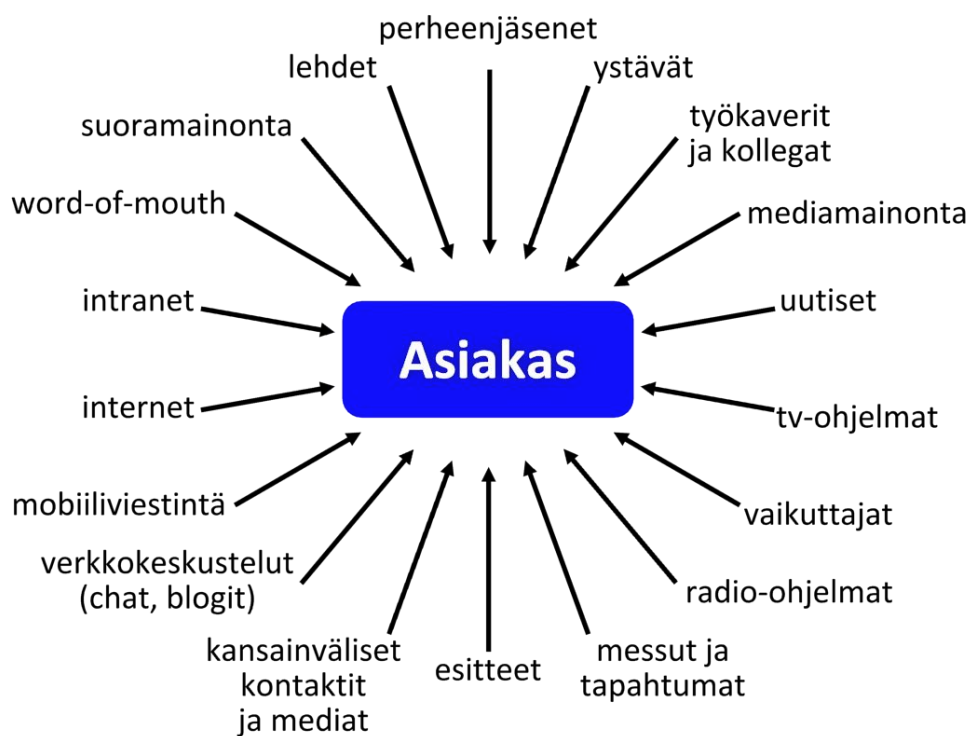 perheenjäsenet
lehdet
ystävät
suoramainonta
työkaverit
ja kollegat
word-of-mouth
mediamainonta
intranet
uutiset
Asiakas
internet
tv-ohjelmat
mobiiliviestintä
vaikuttajat
verkkokeskustelut
(chat, blogit)
radio-ohjelmat
kansainväliset
kontaktit
ja mediat
esitteet
messut ja
tapahtumat